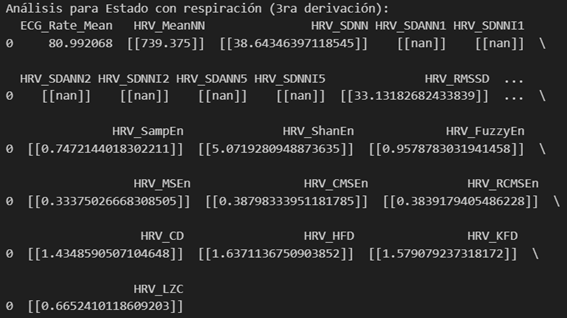 Análisis para Estado con respiración (3ra derivación):
ECG_Rate_Mean HRV_MeanNN HRV_SDNN HRV_SDANN1 HRV_SDNNI1
0 80.992068 [[739.375]] [[38.64346397118545]] [[nan]] [[nan]] \
HRV_SDANN2 HRV_SDNNI2 HRV_SDANN5 HRV_SDNNI5 HRV_RMSSD ...
0 [[nan]] [[nan]] [[nan]] [[nan]] [[33.13182682433839]] ... \
HRV_SampEn HRV_ShanEn HRV_FuzzyEn
0 [[0.7472144018302211]] [[5.0719280948873635]] [[0.9578783031941458]] \
HRV_MSEn HRV_CMSEn HRV_RCMSEn
0 [[0.33375026668308505]] [[0.38798333951181785]] [[0.3839179405486228]] \
HRV_CD HRV_HFD HRV_KFD
0 [[1.4348590507104648]] [[1.6371136750903852]] [[1.579079237318172]] \
HRV_LZC
0 [[0.6652410118609203]]